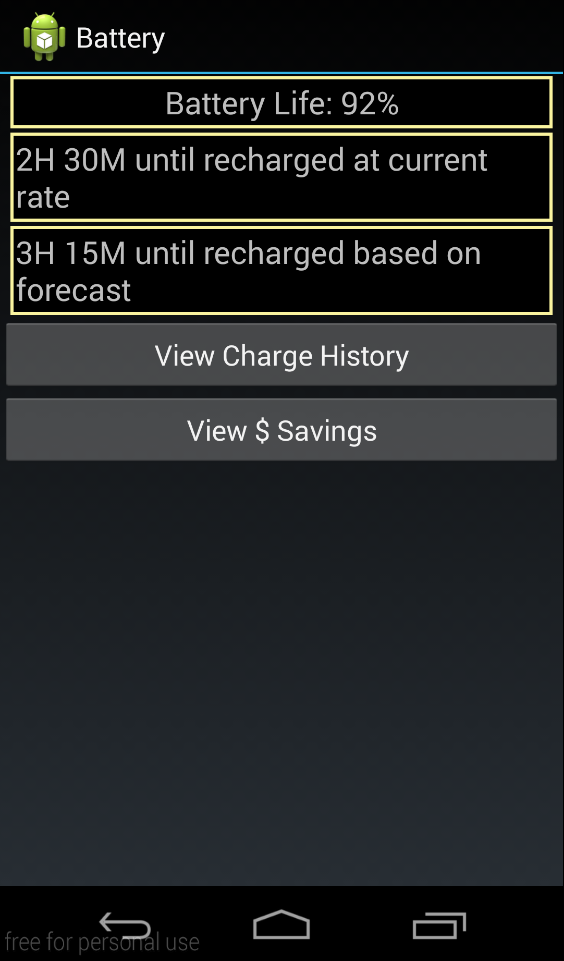 Battery
Battery Life: 92%
2H 30M until recharged at current
rate
3H 15M until recharged based on
forecast
View Charge History
View $ Savings
free for personal use